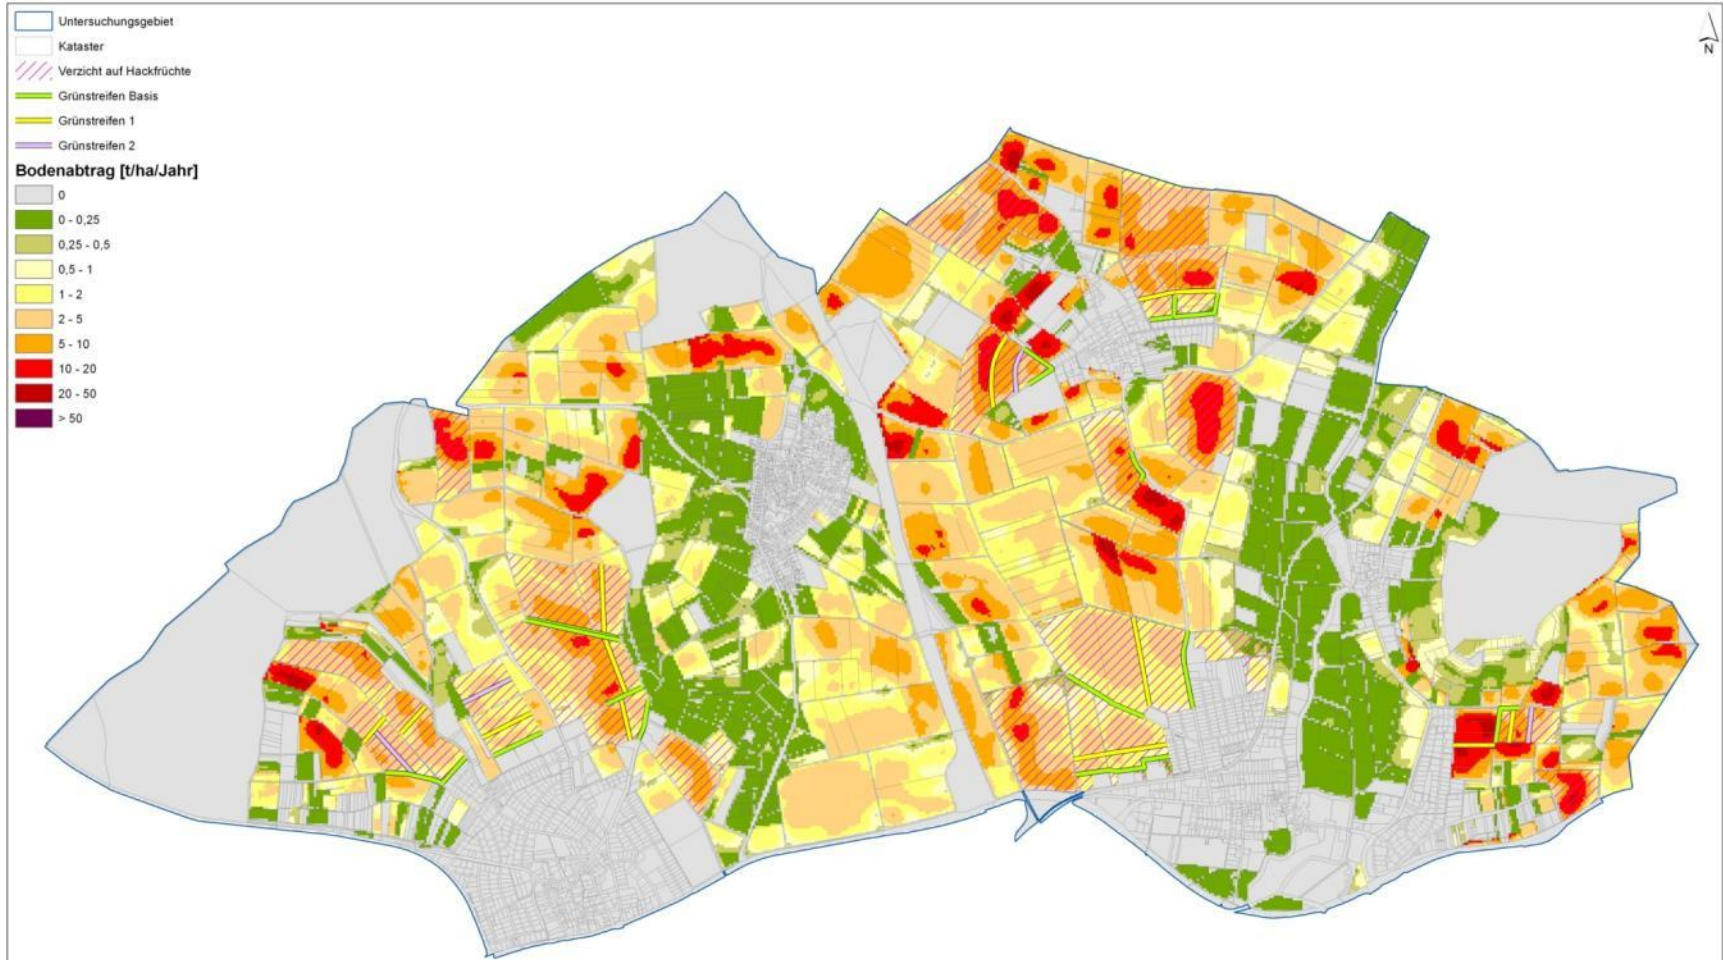 Untersuchungsgebiet
Kataster
Verzicht auf Hackfrüchte
Grünstreifen Basis
Grünstreifen 1
Grünstreifen 2
Bodenabtrag [t/ha/Jahr]
0
0 - 0,25
0,25 - 0,5
0,5 - 1
1 - 2
2 - 5
5 - 10
10 - 20
20 - 50
> 50
N